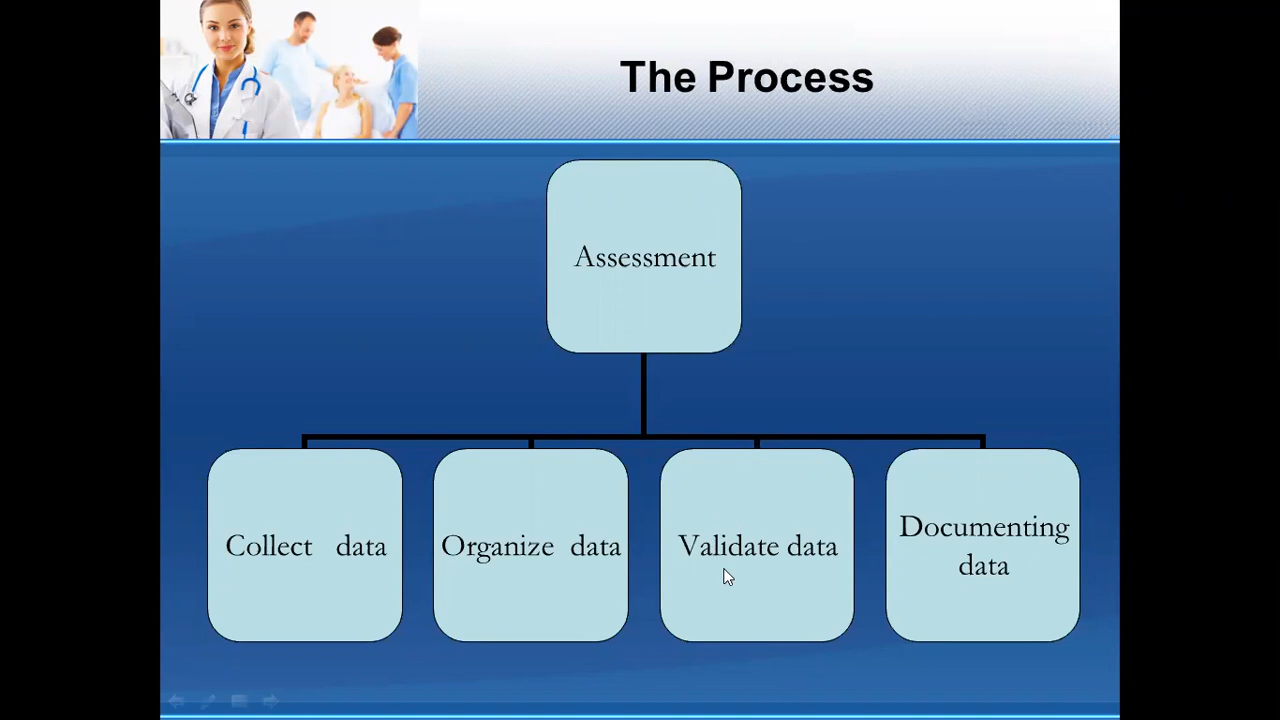 The Process
Assessment
Collect data
Organize data
Validate data
Documenting
data